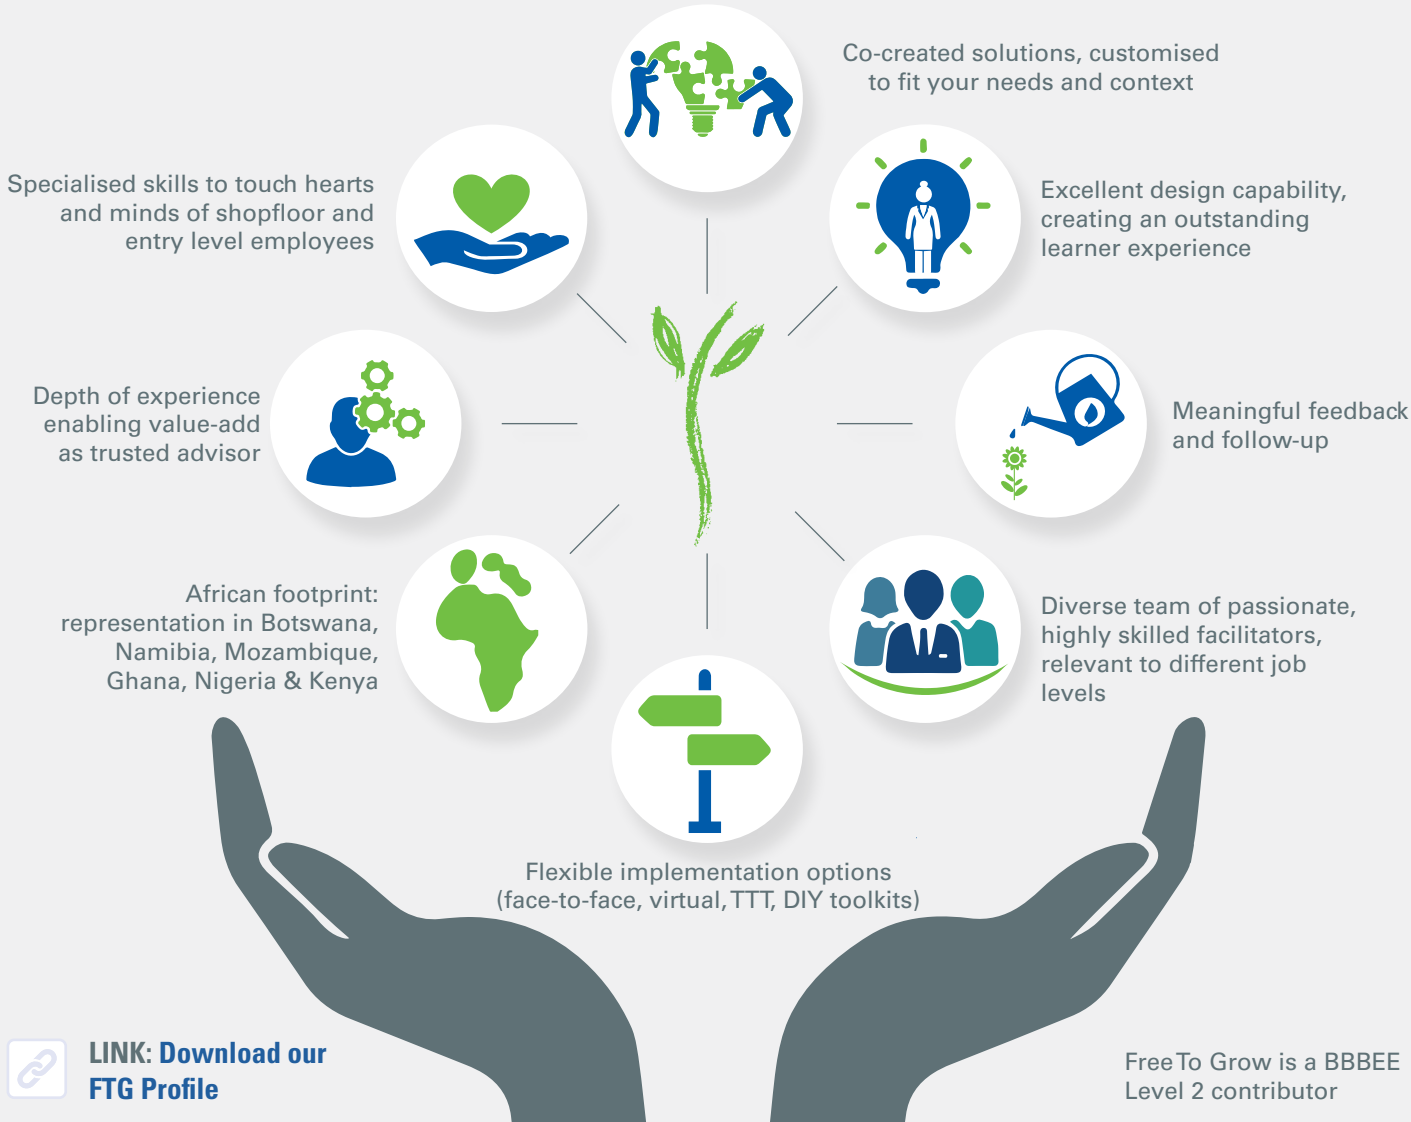 Co-created solutions, customised
to fit your needs and context
Specialised skills to touch hearts
and minds of shopfloor and
entry level employees
Excellent design capability,
creating an outstanding
learner experience
Depth of experience
enabling value-add
as trusted advisor
Meaningful feedback
and follow-up
African footprint:
representation in Botswana,
Namibia, Mozambique,
Ghana, Nigeria & Kenya
Diverse team of passionate,
highly skilled facilitators,
relevant to different job
levels
Flexible implementation options
(face-to-face, virtual, TTT, DIY toolkits)
LINK: Download our
FTG Profile
Free To Grow is a BBBEE
Level 2 contributor